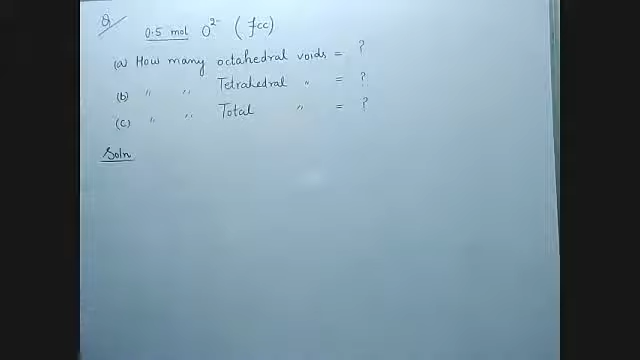 Q
0.5 mol O²⁻ (fcc)
(a) How many octahedral voids = ?
(b) " " Tetrahedral " = ?
(c) " " Total " = ?
Soln